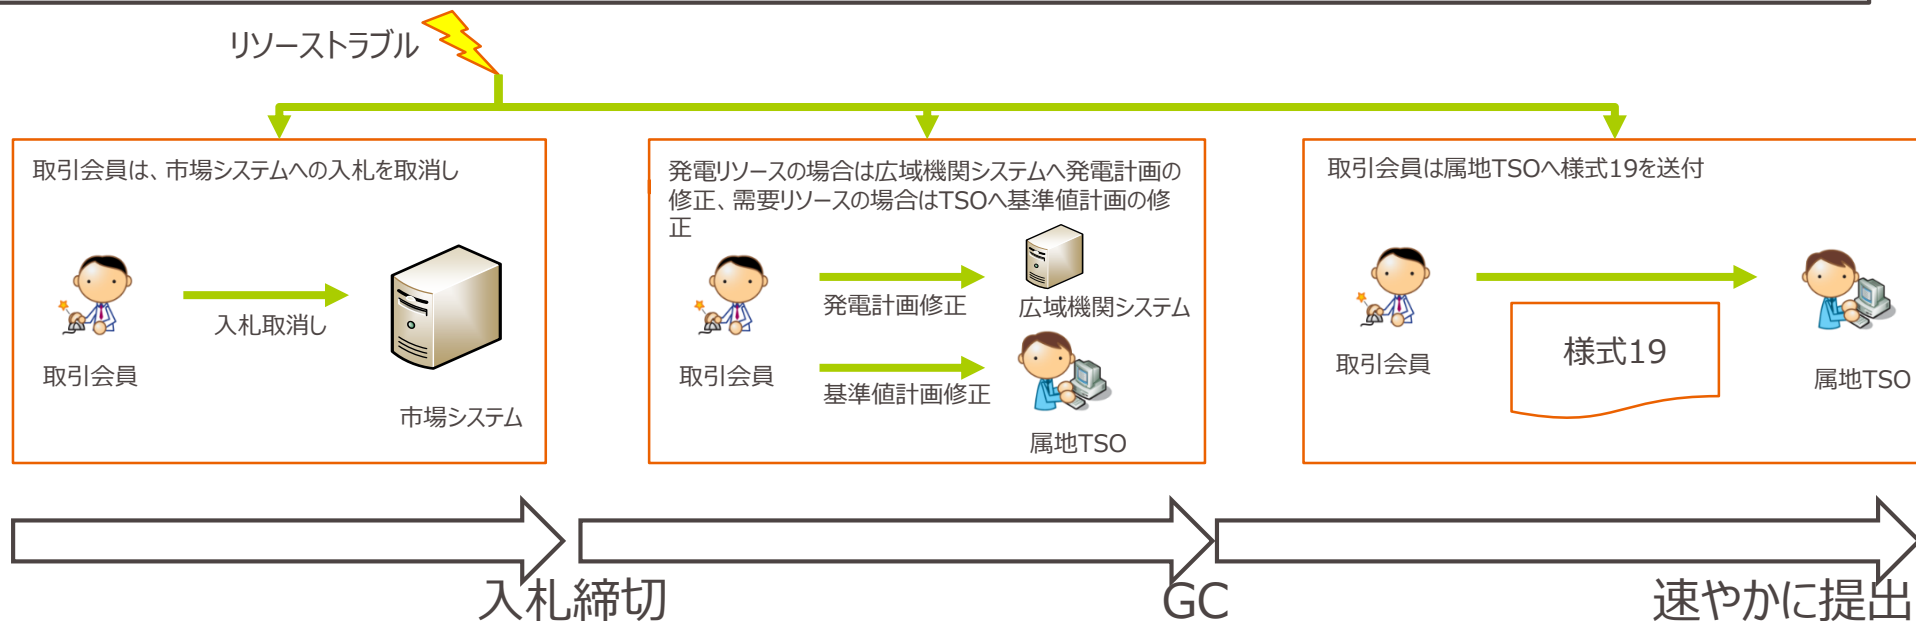 リソーストラブル
取引会員は、市場システムへの入札を取消し
入札取消し
取引会員
市場システム
発電リソースの場合は広域機関システムへ発電計画の
修正、需要リソースの場合はTSOへ基準値計画の修
正
発電計画修正
広域機関システム
取引会員
基準値計画修正
属地TSO
取引会員は属地TSOへ様式19を送付
様式19
取引会員
属地TSO
入札締切
GC
速やかに提出